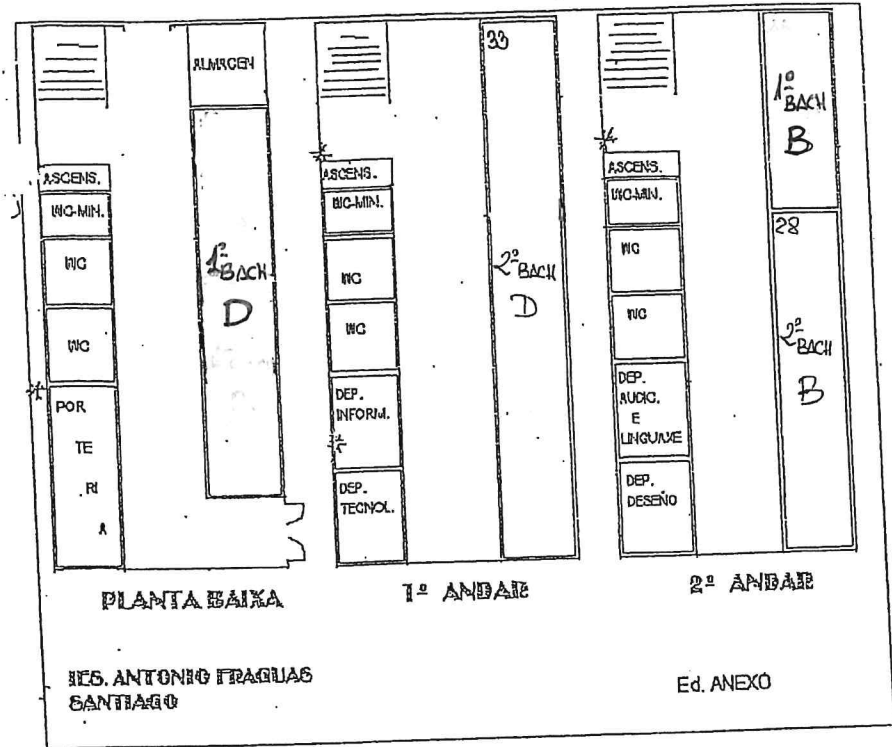 ALMACEN
ASCENS.
WC-MIN.
WC
WC
POR
TE
RI
A
1º
BACH
D
PLANTA BAIXA
33
ASCENS.
WC-MIN.
WC
WC
DEP.
INFORM.
DEP.
TECNOL.
2º
BACH
D
1º ANDAR
ASCENS.
WC-MIN.
WC
WC
DEP.
AUDIC.
E
LINGUAXE
DEP.
DESEÑO
1º
BACH
B
28
2º
BACH
B
2º ANDAR
IES. ANTONIO FRAGUAS
SANTIAGO
Ed. ANEXO